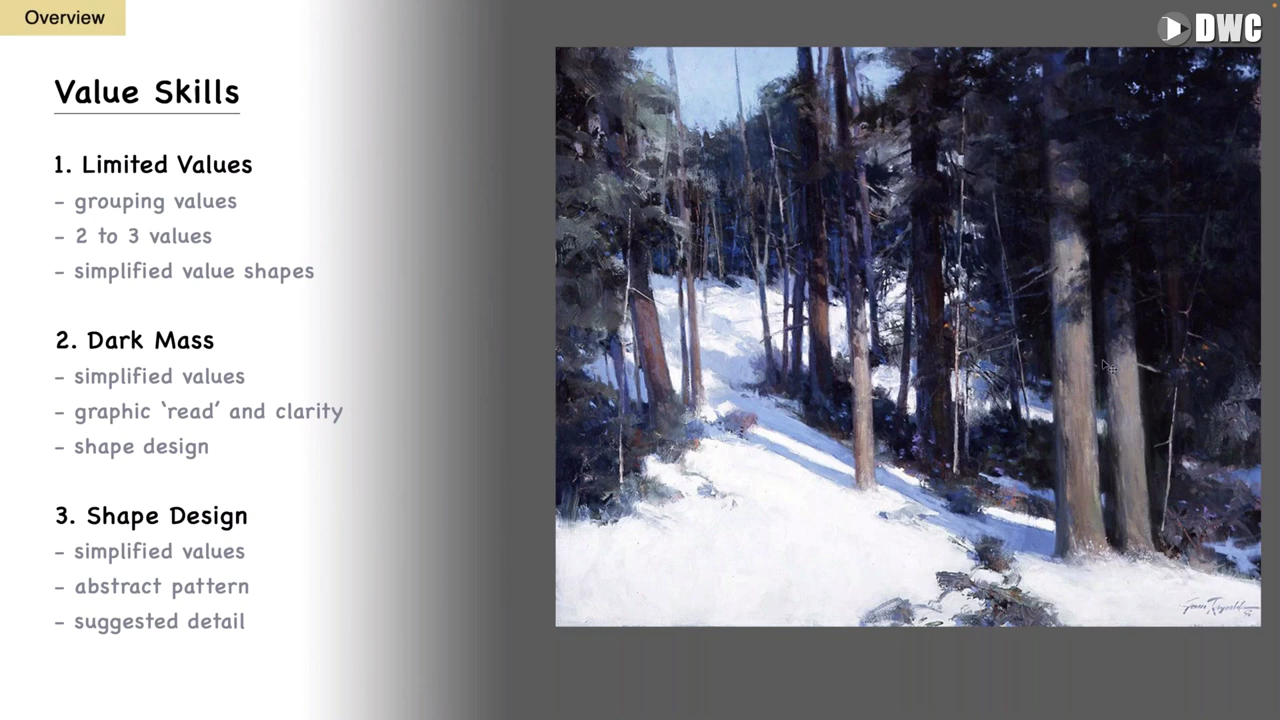 Overview
DWC
Value Skills
1. Limited Values
- grouping values
- 2 to 3 values
- simplified value shapes
2. Dark Mass
- simplified values
- graphic ‘read’ and clarity
- shape design
3. Shape Design
- simplified values
- abstract pattern
- suggested detail